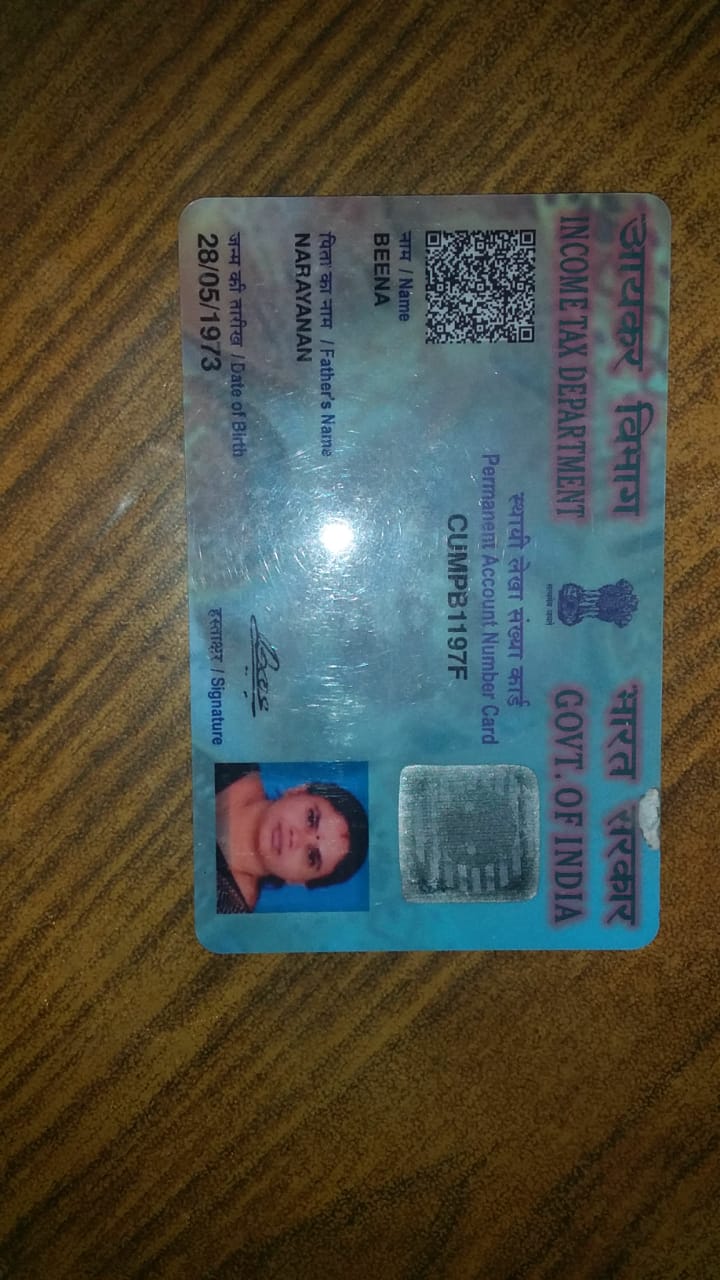 आयकर विभाग
INCOME TAX DEPARTMENT
सत्यमेव जयते
भारत सरकार
GOVT. OF INDIA
स्थायी लेखा संख्या कार्ड
Permanent Account Number Card
CUMPB1197F
नाम / Name
BEENA
पिता का नाम / Father's Name
NARAYANAN
जन्म की तारीख / Date of Birth
28/05/1973
हस्ताक्षर / Signature